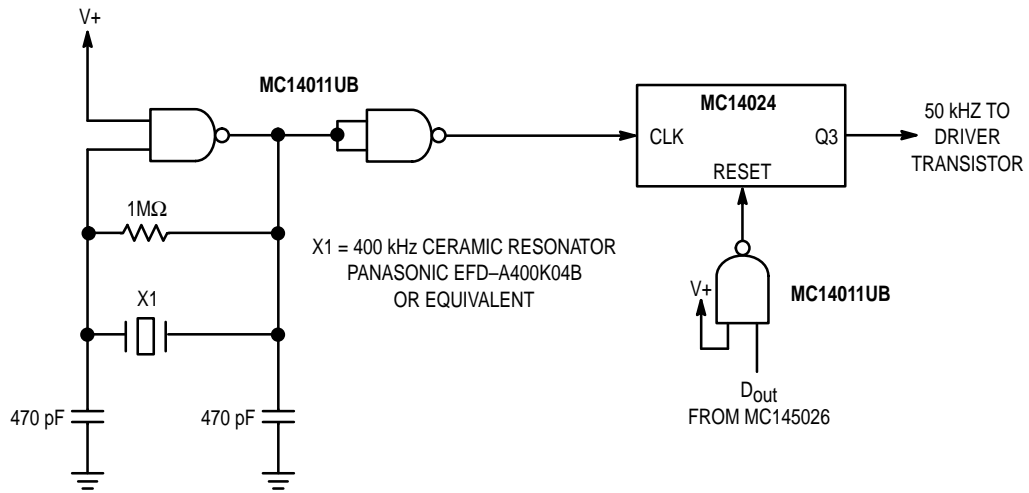 V+
MC14011UB
MC14024
CLK
Q3
RESET
50 kHZ TO
DRIVER
TRANSISTOR
1MΩ
X1 = 400 kHz CERAMIC RESONATOR
PANASONIC EFD–A400K04B
OR EQUIVALENT
V+
MC14011UB
X1
Dout
FROM MC145026
470 pF
470 pF